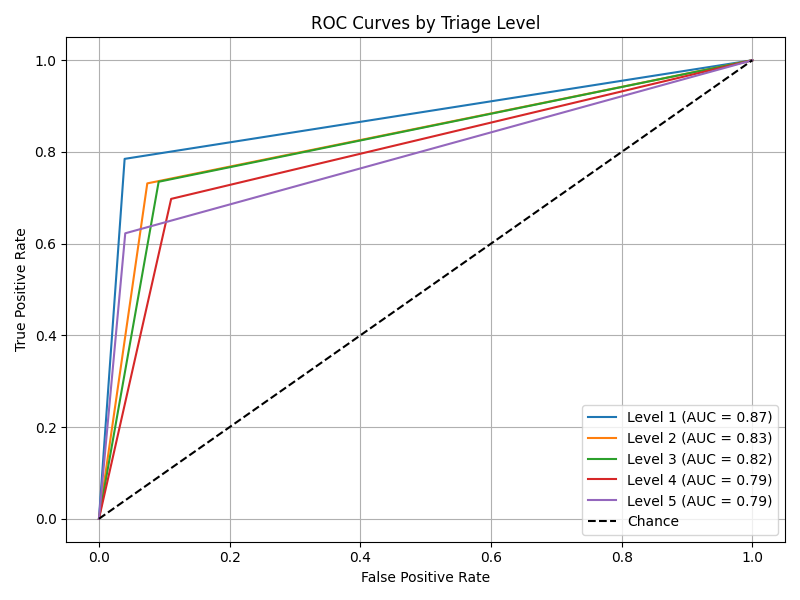 ROC Curves by Triage Level
1.0
0.8
0.6
0.4
0.2
0.0
True Positive Rate
0.0 0.2 0.4 0.6 0.8 1.0
False Positive Rate
Level 1 (AUC = 0.87)
Level 2 (AUC = 0.83)
Level 3 (AUC = 0.82)
Level 4 (AUC = 0.79)
Level 5 (AUC = 0.79)
Chance